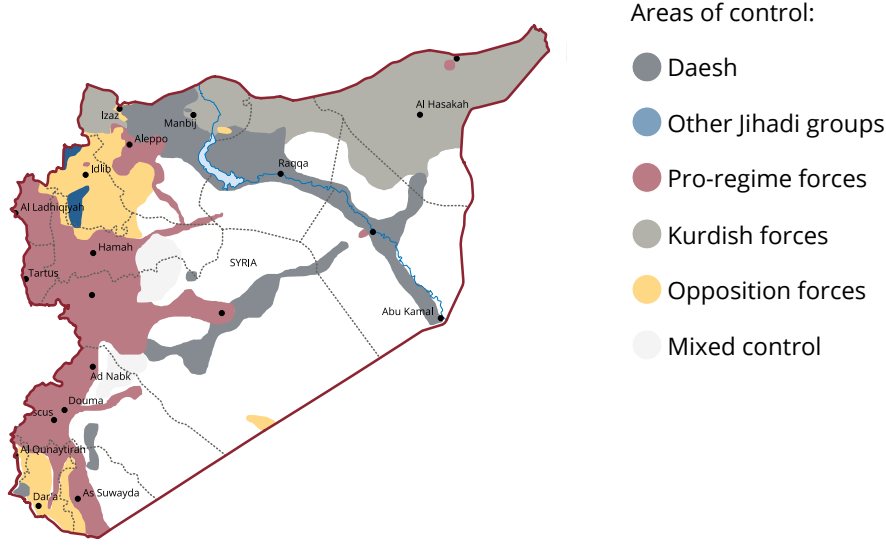 Areas of control:
Daesh
Other Jihadi groups
Pro-regime forces
Kurdish forces
Opposition forces
Mixed control
Izaz
Manbij
Al Hasakah
Aleppo
Idlib
Raqqa
Al Ladhiqiyah
Hamah
SYRIA
Tartus
Abu Kamal
Ad Nabk
Douma
scus
Al Qunaytirah
Dar'a
As Suwayda